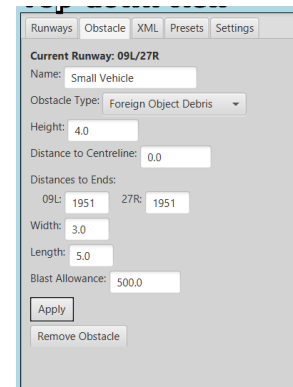 Runways Obstacle XML Presets Settings
Current Runway: 09L/27R
Name: Small Vehicle
Obstacle Type: Foreign Object Debris
Height: 4.0
Distance to Centreline: 0.0
Distances to Ends:
09L: 1951 27R: 1951
Width: 3.0
Length: 5.0
Blast Allowance: 500.0
Apply
Remove Obstacle